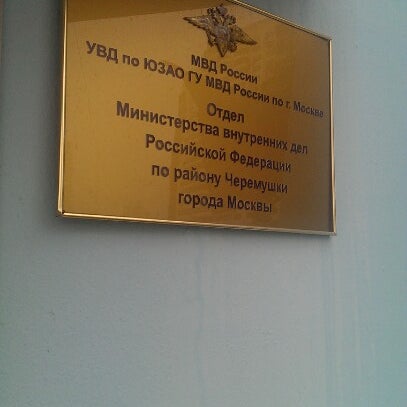 МВД России
УВД по ЮЗАО ГУ МВД России по г. Москве
Отдел
Министерства внутренних дел
Российской Федерации
по району Черемушки
города Москвы